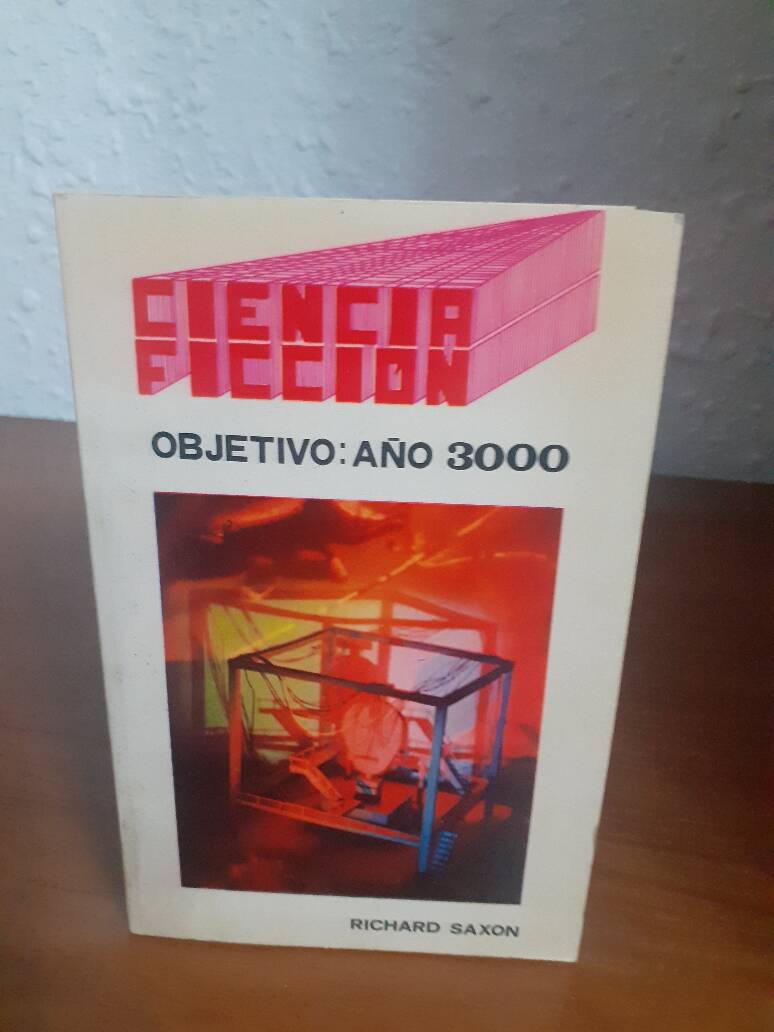 CIENCIA
FICCION
OBJETIVO: AÑO 3000
RICHARD SAXON